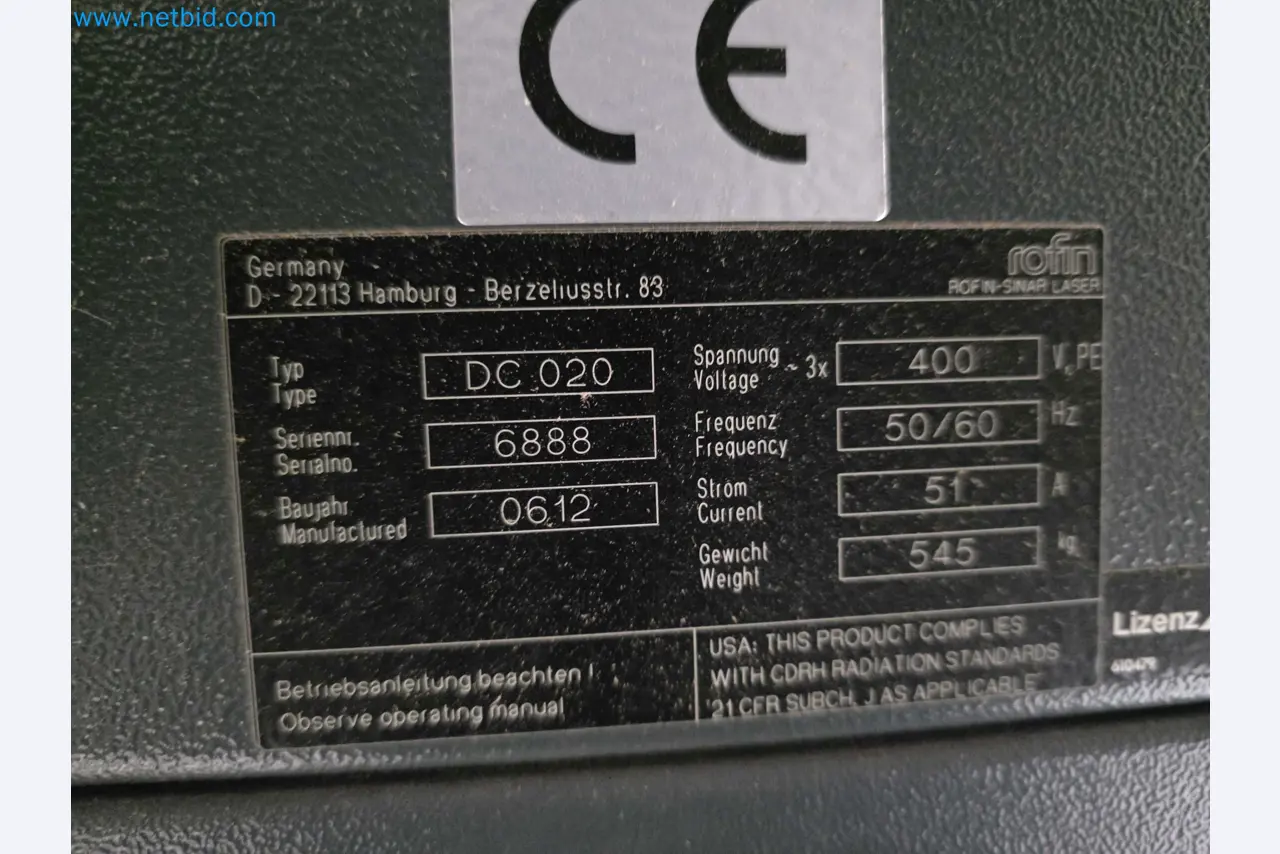 www.netbid.com
CE
Germany
D - 22113 Hamburg - Berzeliusstr. 83
rofin
ROFIN-SINAR LASER
Typ
Type
DC 020
Seriennr.
Serialno.
6888
Baujahr
Manufactured
0612
Spannung
Voltage
~ 3x
400
V, PE
Frequenz
Frequency
50/60
Hz
Strom
Current
51
A
Gewicht
Weight
545
kg
Betriebsanleitung beachten !
Observe operating manual
USA: THIS PRODUCT COMPLIES
WITH CDRH RADIATION STANDARDS
21 CFR SUBCH. J AS APPLICABLE
Lizenz